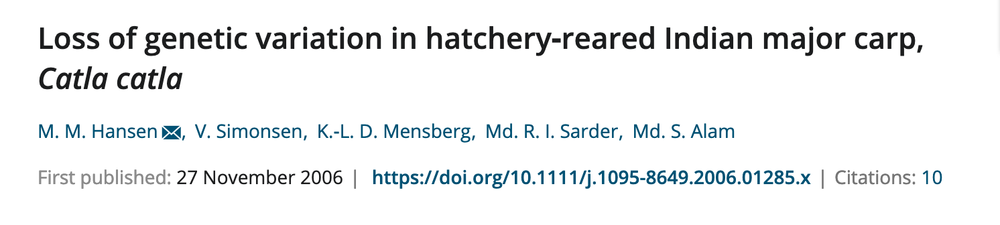 Loss of genetic variation in hatchery-reared Indian major carp,
Catla catla
M. M. Hansen, V. Simonsen, K.-L. D. Mensberg, Md. R. I. Sarder, Md. S. Alam
First published: 27 November 2006 | https://doi.org/10.1111/j.1095-8649.2006.01285.x | Citations: 10